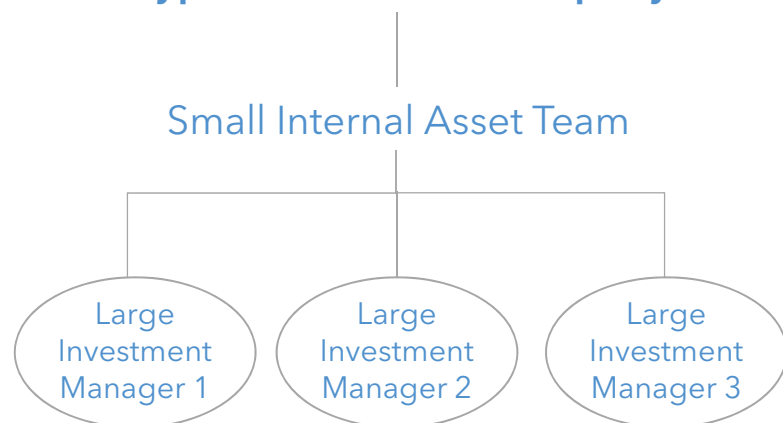 Small Internal Asset Team
Large
Investment
Manager 1
Large
Investment
Manager 2
Large
Investment
Manager 3